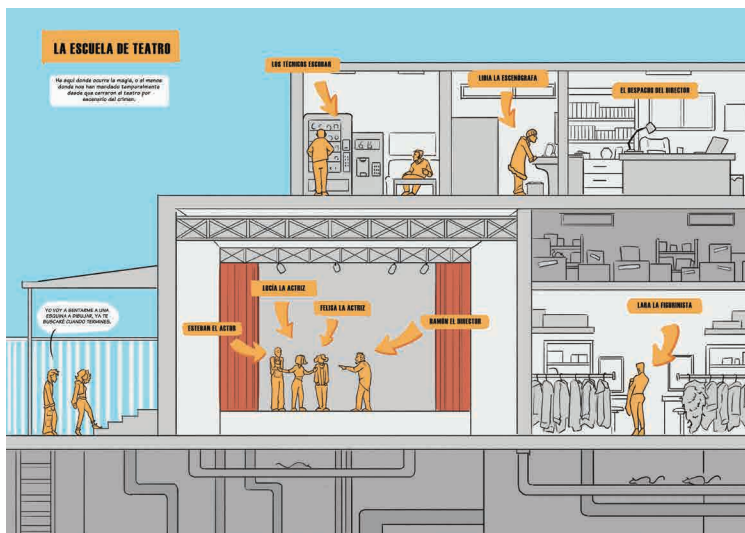 LA ESCUELA DE TEATRO
He aquí donde ocurre la magia, o al menos
donde nos han mandado temporalmente
desde que cerraron el teatro por
escenario del crimen.
LOS TÉCNICOS ESCOBAR
LIDIA LA ESCENÓGRAFA
EL DESPACHO DEL DIRECTOR
YO VOY A SENTARME A UNA
ESQUINA A DIBUJAR, YA TE
BUSCARÉ CUANDO TERMINES.
LUCÍA LA ACTRIZ
FELISA LA ACTRIZ
ESTEBAN EL ACTOR
RAMÓN EL DIRECTOR
LARA LA FIGURINISTA